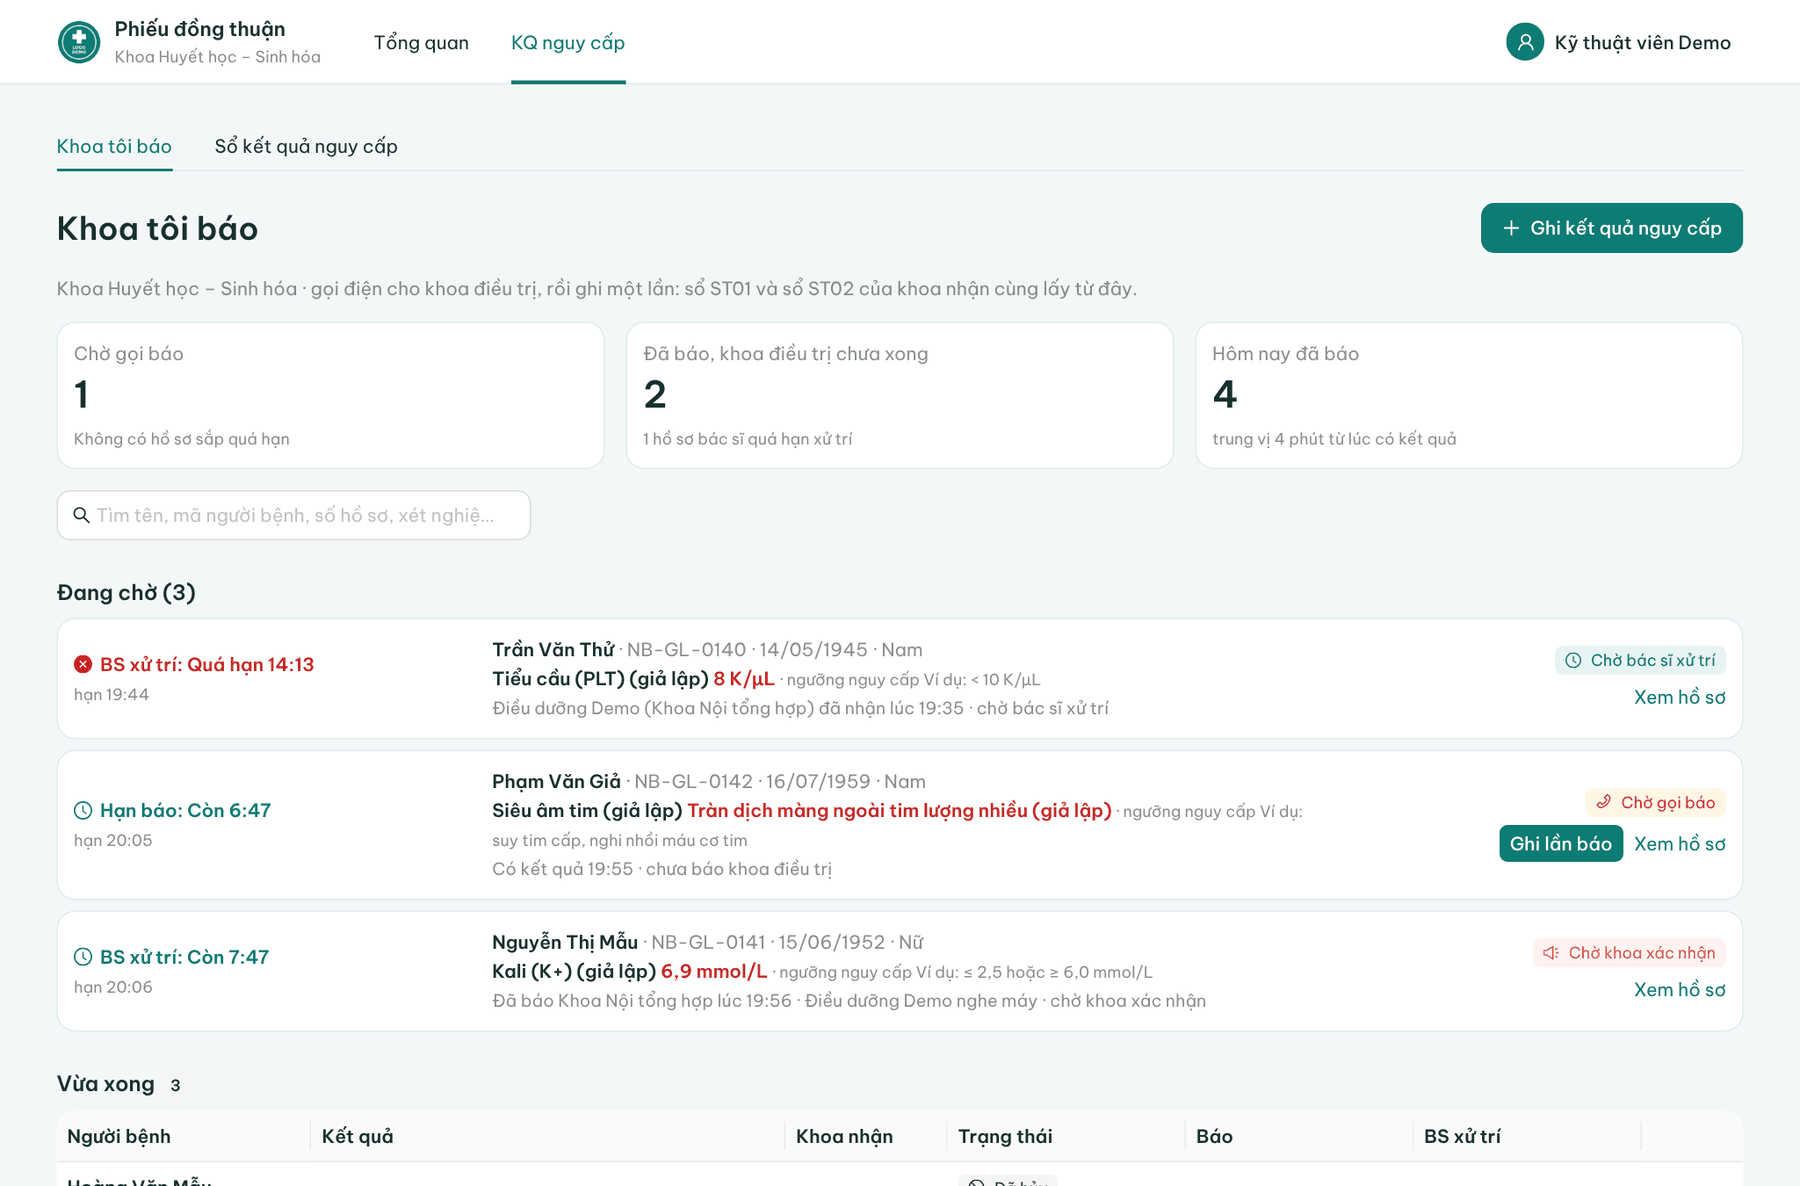 Phiếu đồng thuận
Khoa Huyết học – Sinh hóa
Tổng quan
KQ nguy cấp
Kỹ thuật viên Demo
LOGO
DEMO
Khoa tôi báo
Sổ kết quả nguy cấp
Khoa tôi báo
+ Ghi kết quả nguy cấp
Khoa Huyết học – Sinh hóa · gọi điện cho khoa điều trị, rồi ghi một lần: sổ ST01 và sổ ST02 của khoa nhận cùng lấy từ đây.
Chờ gọi báo
1
Không có hồ sơ sắp quá hạn
Đã báo, khoa điều trị chưa xong
2
1 hồ sơ bác sĩ quá hạn xử trí
Hôm nay đã báo
4
trung vị 4 phút từ lúc có kết quả
Tìm tên, mã người bệnh, số hồ sơ, xét nghiệ...
Đang chờ (3)
BS xử trí: Quá hạn 14:13
hạn 19:44
Trần Văn Thử · NB-GL-0140 · 14/05/1945 · Nam
Tiểu cầu (PLT) (giả lập) 8 K/µL · ngưỡng nguy cấp Ví dụ: < 10 K/µL
Điều dưỡng Demo (Khoa Nội tổng hợp) đã nhận lúc 19:35 · chờ bác sĩ xử trí
Chờ bác sĩ xử trí
Xem hồ sơ
Hạn báo: Còn 6:47
hạn 20:05
Phạm Văn Giả · NB-GL-0142 · 16/07/1959 · Nam
Siêu âm tim (giả lập) Tràn dịch màng ngoài tim lượng nhiều (giả lập) · ngưỡng nguy cấp Ví dụ:
suy tim cấp, nghi nhồi máu cơ tim
Có kết quả 19:55 · chưa báo khoa điều trị
Chờ gọi báo
Ghi lần báo
Xem hồ sơ
BS xử trí: Còn 7:47
hạn 20:06
Nguyễn Thị Mẫu · NB-GL-0141 · 15/06/1952 · Nữ
Kali (K+) (giả lập) 6,9 mmol/L · ngưỡng nguy cấp Ví dụ: ≤ 2,5 hoặc ≥ 6,0 mmol/L
Đã báo Khoa Nội tổng hợp lúc 19:56 · Điều dưỡng Demo nghe máy · chờ khoa xác nhận
Chờ khoa xác nhận
Xem hồ sơ
Vừa xong 3
Người bệnh
Kết quả
Khoa nhận
Trạng thái
Báo
BS xử trí
Hoàng Văn Mẫu